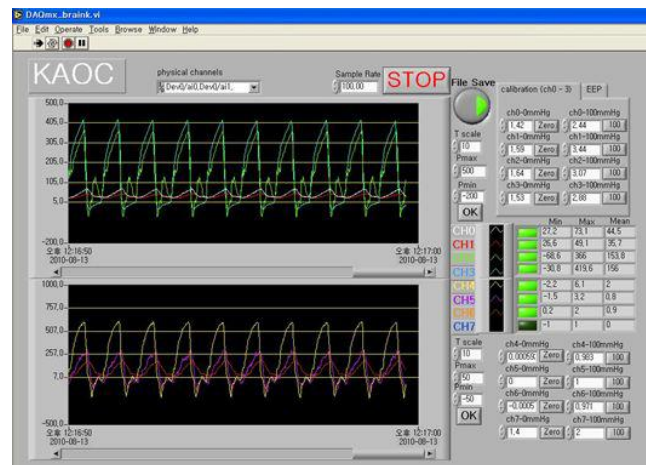 DAQmx_braink.vi
File Edit Operate Tools Browse Window Help
KAOC
physical channels
Dev0/ai0,Dev0/ai1,
Sample Rate
100,00
STOP
File Save
calibration (ch0 - 3) EEP
500,0
405,0
305,0
205,0
105,0
5,0
-200,0
오후 12:16:50
2010-08-13
오후 12:17:00
2010-08-13
T scale
10
Pmax
500
Pmin
-200
OK
ch0-0mmHg ch0-100mmHg
1,42 Zero 2,44 100
ch1-0mmHg ch1-100mmHg
1,59 Zero 3,44 100
ch2-0mmHg ch2-100mmHg
1,64 Zero 3,07 100
ch3-0mmHg ch3-100mmHg
1,53 Zero 2,88 100
Min Max Mean
CH0 27,2 73,1 44,5
CH1 26,6 49,1 35,7
-68,6 366 153,8
CH3 -30,8 419,6 156
CH4 -2,2 6,1 2
CH5 -1,5 3,2 0,8
CH6 0,2 2 0,9
CH7 -1 1 0
1000,0
757,0
507,0
257,0
7,0
-500,0
오후 12:16:50
2010-08-13
오후 12:17:00
2010-08-13
T scale
10
Pmax
50
Pmin
-50
OK
ch4-0mmHg ch4-100mmHg
Zero 0,983 100
ch5-0mmHg ch5-100mmHg
0 Zero 1 100
ch6-0mmHg ch6-100mmHg
-0,0005 Zero 0,971 100
ch7-0mmHg ch7-100mmHg
1,4 Zero 2 100